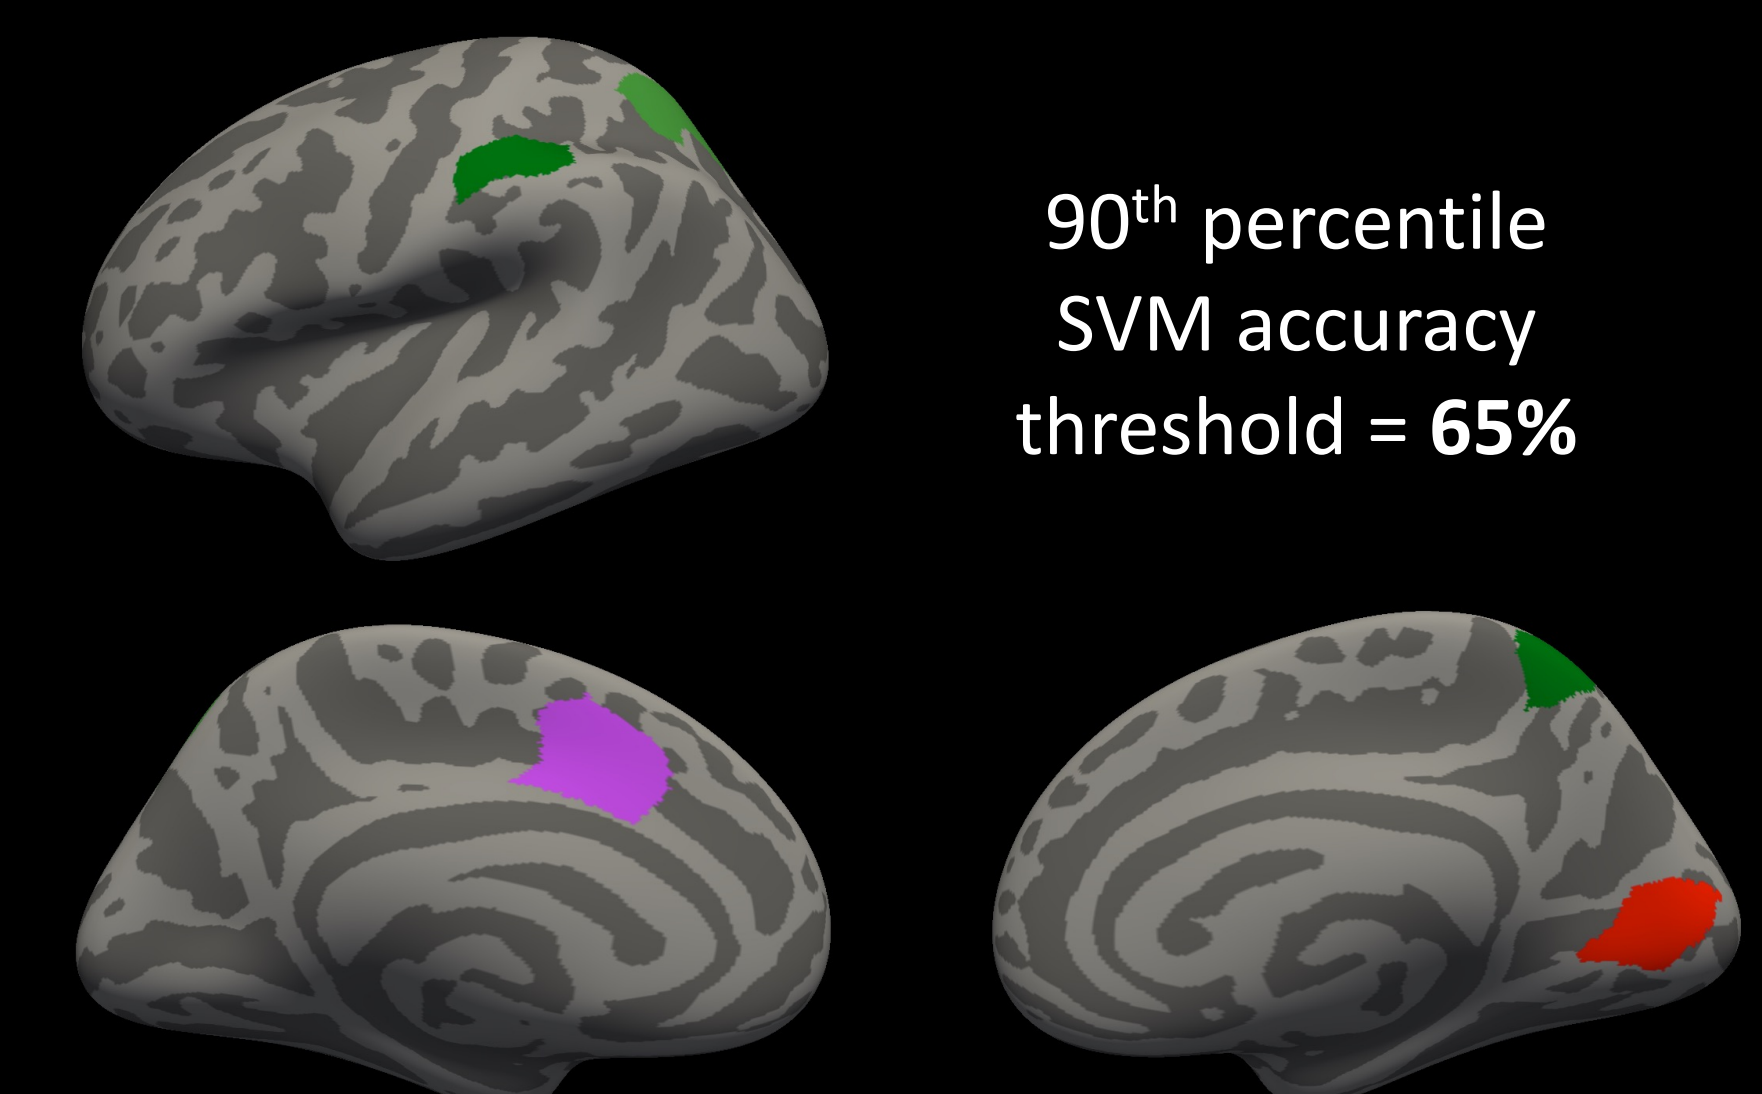 90th percentile
SVM accuracy
threshold = 65%